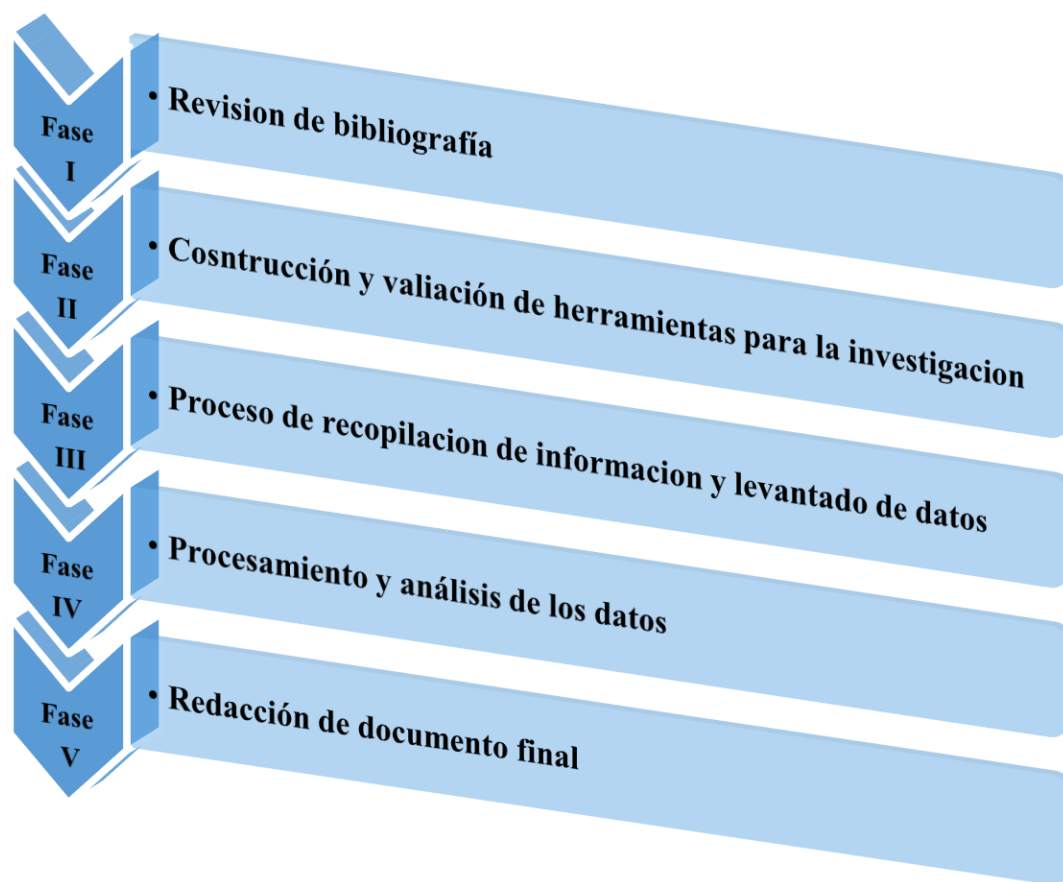 Fase
I
• Revision de bibliografía
Fase
II
• Cosntrucción y valiación de herramientas para la investigacion
Fase
III
• Proceso de recopilacion de informacion y levantado de datos
Fase
IV
• Procesamiento y análisis de los datos
Fase
V
• Redacción de documento final